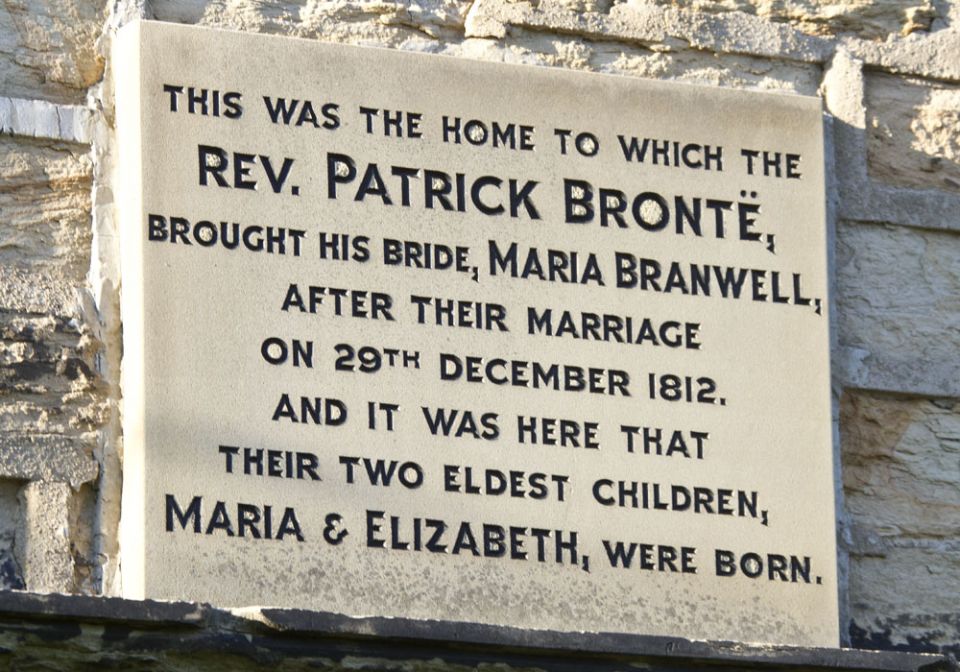 THIS WAS THE HOME TO WHICH THE
REV. PATRICK BRONTË,
BROUGHT HIS BRIDE, MARIA BRANWELL,
AFTER THEIR MARRIAGE
ON 29TH DECEMBER 1812.
AND IT WAS HERE THAT
THEIR TWO ELDEST CHILDREN,
MARIA & ELIZABETH, WERE BORN.